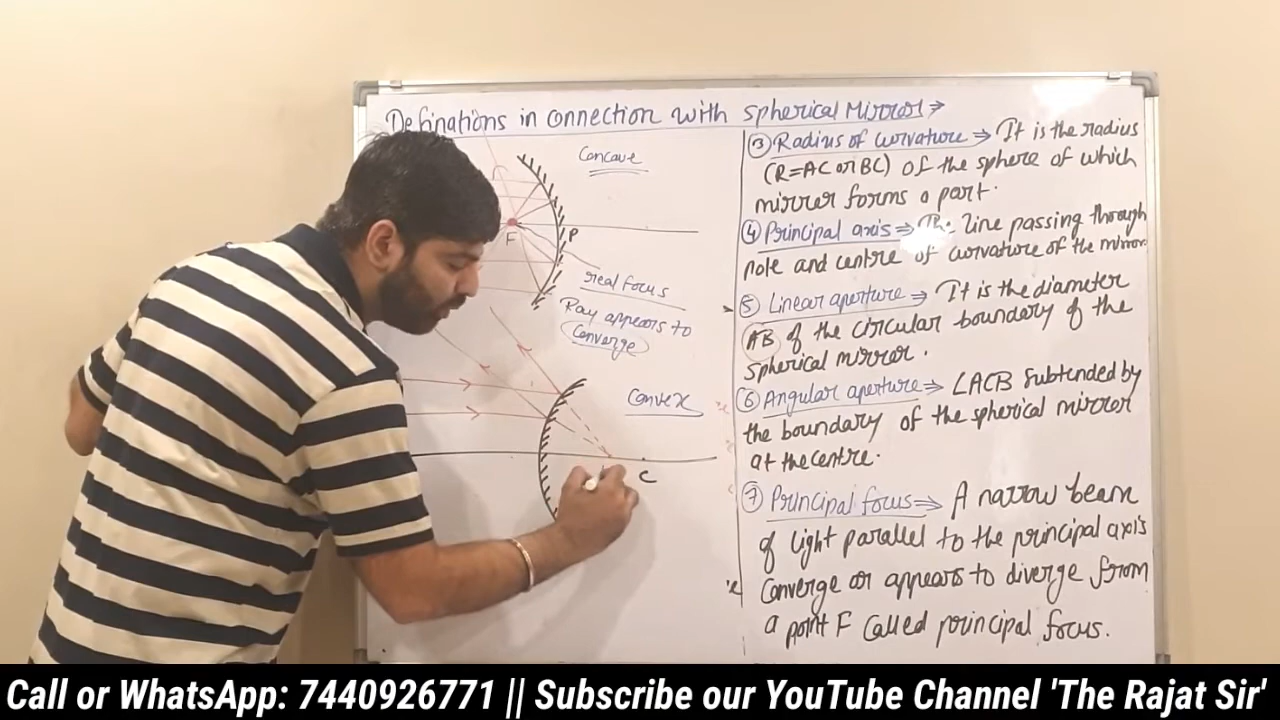 Definations in connection with spherical Mirror→
Concave
F
P
real focus
Ray appears to
Converge
Convex
C
③ Radius of curvature → It is the radius
(R=AC or BC) of the sphere of which
mirror forms a part.
④ Principal axis → The line passing through
pole and centre of curvature of the mirror
⑤ Linear aperture → It is the diameter
AB of the circular boundary of the
spherical mirror.
⑥ Angular aperture → ∠ACB subtended by
the boundary of the spherical mirror
at the centre.
⑦ Principal focus → A narrow beam
of light parallel to the principal axis
Converge or appears to diverge from
a point F called principal focus.
Call or WhatsApp: 7440926771 || Subscribe our YouTube Channel 'The Rajat Sir'